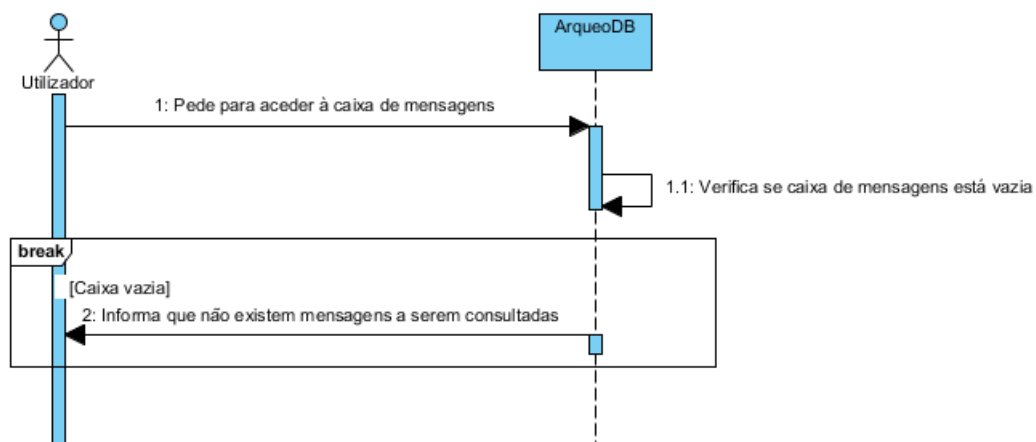 ArqueoDB
Utilizador
1: Pede para aceder à caixa de mensagens
1.1: Verifica se caixa de mensagens está vazia
break
[Caixa vazia]
2: Informa que não existem mensagens a serem consultadas